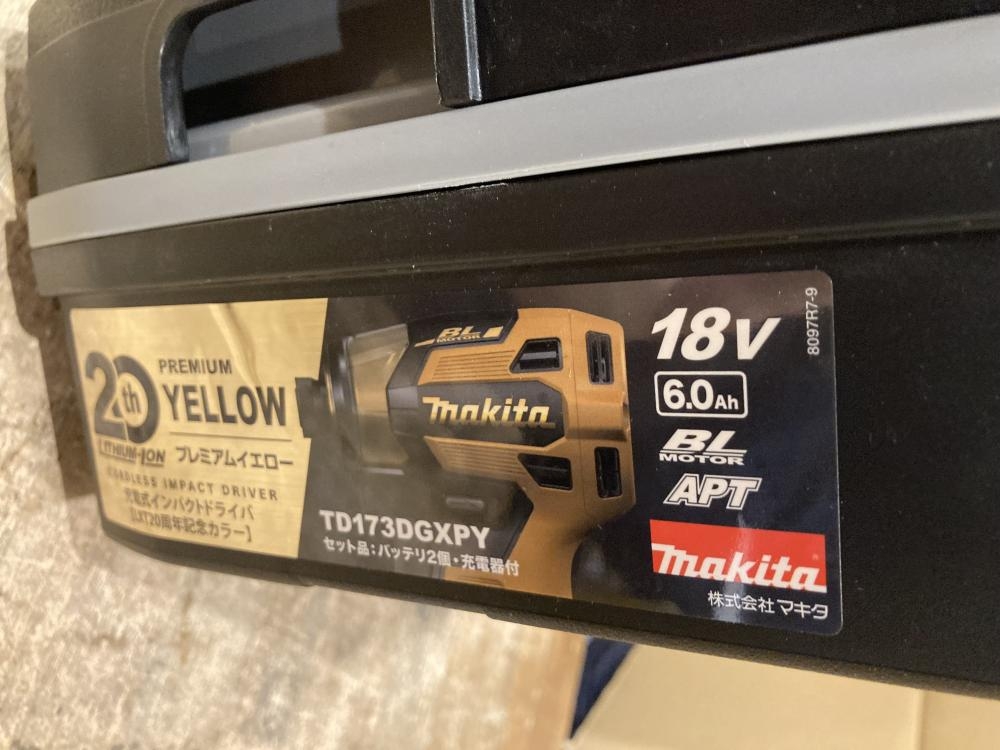 20th
LITHIUM-ION
PREMIUM
YELLOW
プレミアムイエロー
CORDLESS IMPACT DRIVER
充電式インパクトドライバ
[LXT20周年記念カラー]
BL
MOTOR
makita
TD173DGXPY
セット品:バッテリ2個・充電器付
18V
6.0Ah
BL
MOTOR
APT
makita
株式会社マキタ
8097R7-9